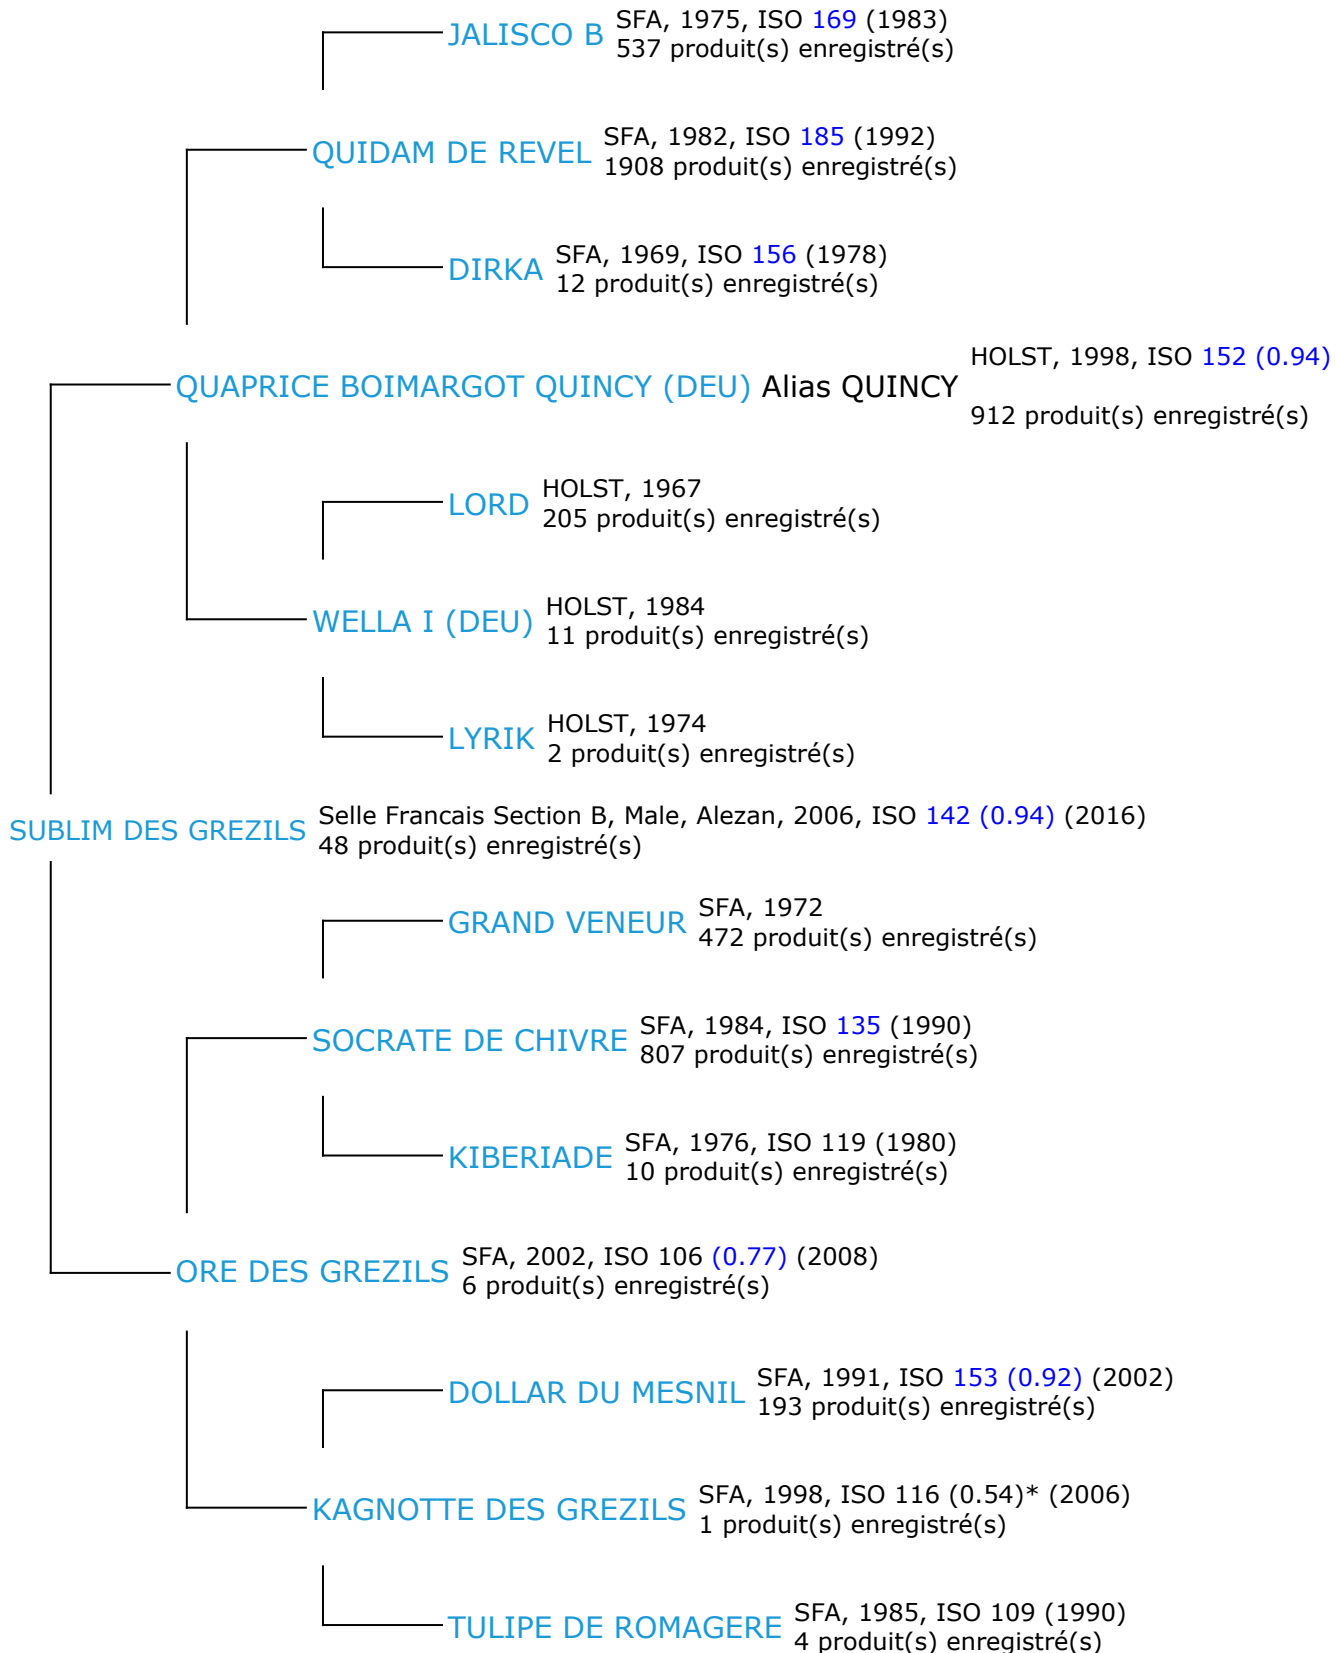 JALISCO B SFA, 1975, ISO 169 (1983)
537 produit(s) enregistré(s)
QUIDAM DE REVEL SFA, 1982, ISO 185 (1992)
1908 produit(s) enregistré(s)
DIRKA SFA, 1969, ISO 156 (1978)
12 produit(s) enregistré(s)
QUAPRICE BOIMARGOT QUINCY (DEU) Alias QUINCY HOLST, 1998, ISO 152 (0.94)
912 produit(s) enregistré(s)
LORD HOLST, 1967
205 produit(s) enregistré(s)
WELLA I (DEU) HOLST, 1984
11 produit(s) enregistré(s)
LYRIK HOLST, 1974
2 produit(s) enregistré(s)
SUBLIM DES GREZILS Selle Francais Section B, Male, Alezan, 2006, ISO 142 (0.94) (2016)
48 produit(s) enregistré(s)
GRAND VENEUR SFA, 1972
472 produit(s) enregistré(s)
SOCRATE DE CHIVRE SFA, 1984, ISO 135 (1990)
807 produit(s) enregistré(s)
KIBERIADE SFA, 1976, ISO 119 (1980)
10 produit(s) enregistré(s)
ORE DES GREZILS SFA, 2002, ISO 106 (0.77) (2008)
6 produit(s) enregistré(s)
DOLLAR DU MESNIL SFA, 1991, ISO 153 (0.92) (2002)
193 produit(s) enregistré(s)
KAGNOTTE DES GREZILS SFA, 1998, ISO 116 (0.54)* (2006)
1 produit(s) enregistré(s)
TULIPE DE ROMAGERE SFA, 1985, ISO 109 (1990)
4 produit(s) enregistré(s)